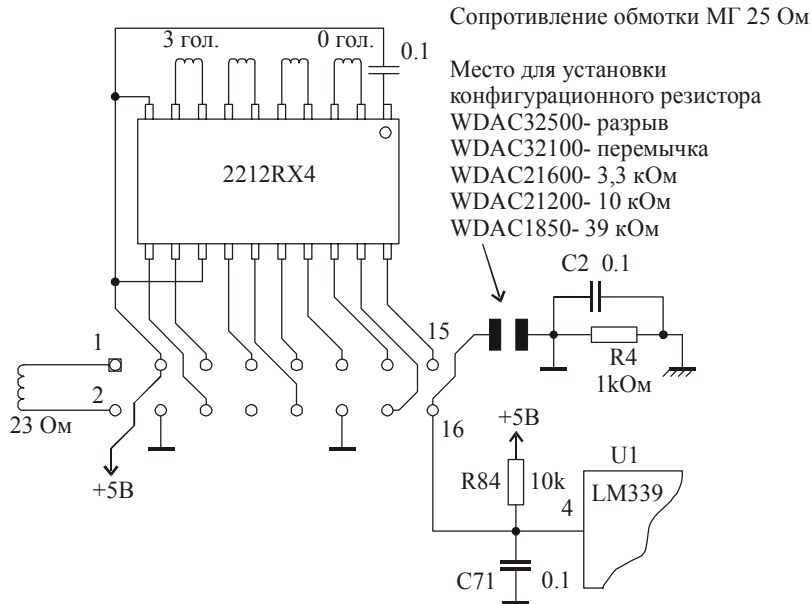 Сопротивление обмотки МГ 25 Ом
3 гол.
0 гол.
0.1
Место для установки
конфигурационного резистора
WDAC32500- разрыв
WDAC32100- перемычка
WDAC21600- 3,3 кОм
WDAC21200- 10 кОм
WDAC1850- 39 кОм
2212RX4
C2 0.1
15
1
R4
1кОм
2
16
23 Ом
+5В
+5В
U1
R84 10k
4
LM339
C71 0.1